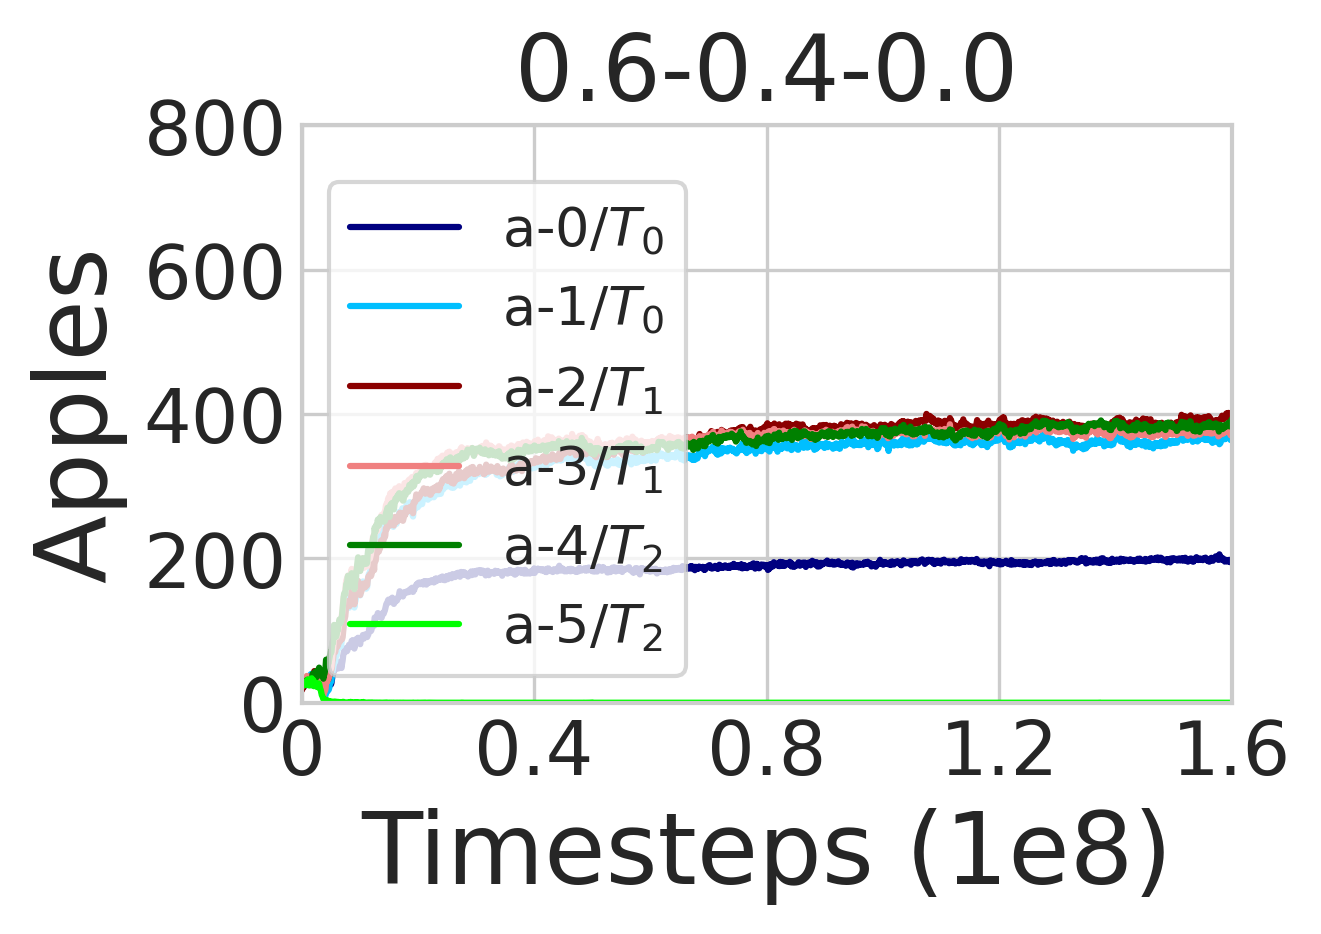 0.6-0.4-0.0
800
600
400
200
0
Apples
a-0/T₀
a-1/T₀
a-2/T₁
a-3/T₁
a-4/T₂
a-5/T₂
0 0.4 0.8 1.2 1.6
Timesteps (1e8)